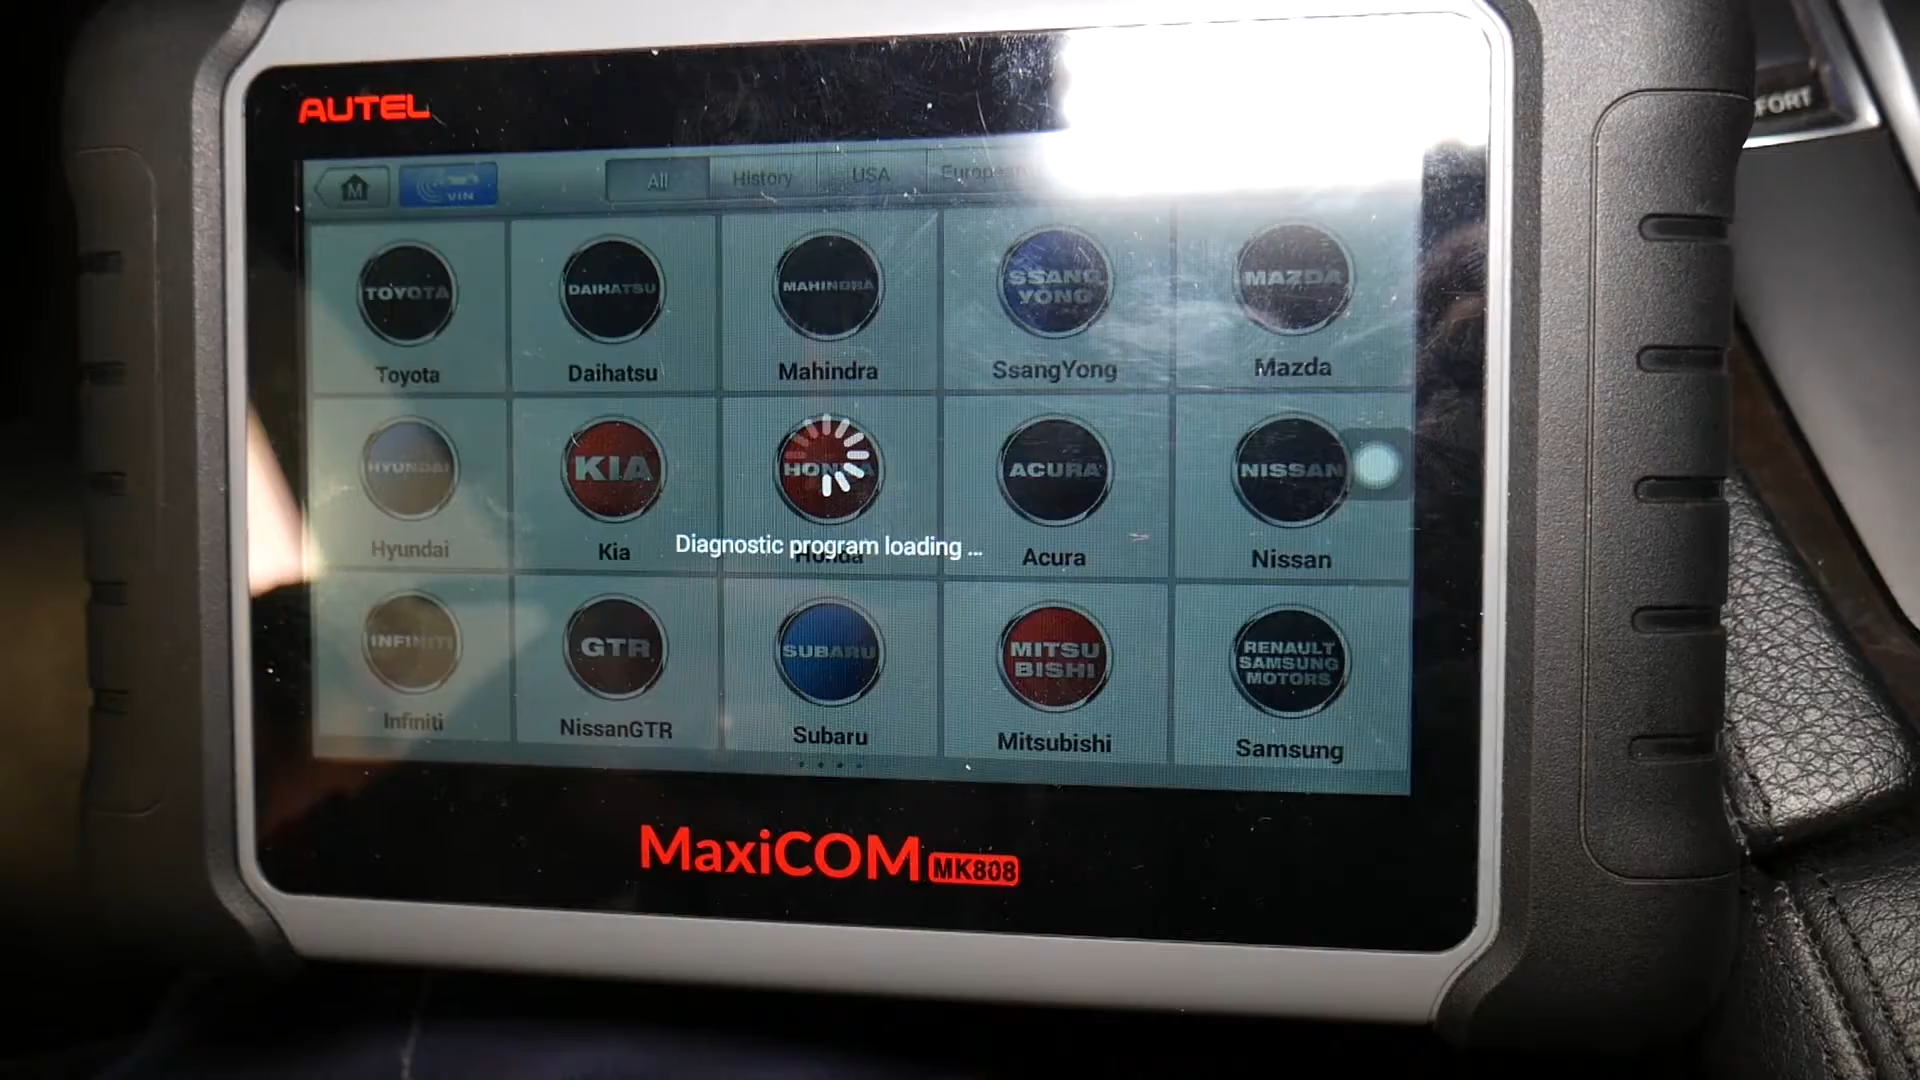 AUTEL
FORT
M
VIN
All
History
USA
European
TOYOTA
DAIHATSU
MAHINDRA
SSANG
YONG
MAZDA
Toyota
Daihatsu
Mahindra
SsangYong
Mazda
HYUNDAI
KIA
HONDA
ACURA
NISSAN
Hyundai
Kia
Diagnostic program loading ...
Honda
Acura
Nissan
INFINITI
GTR
SUBARU
MITSU
BISHI
RENAULT
SAMSUNG
MOTORS
Infiniti
NissanGTR
Subaru
Mitsubishi
Samsung
MaxiCOM MK808